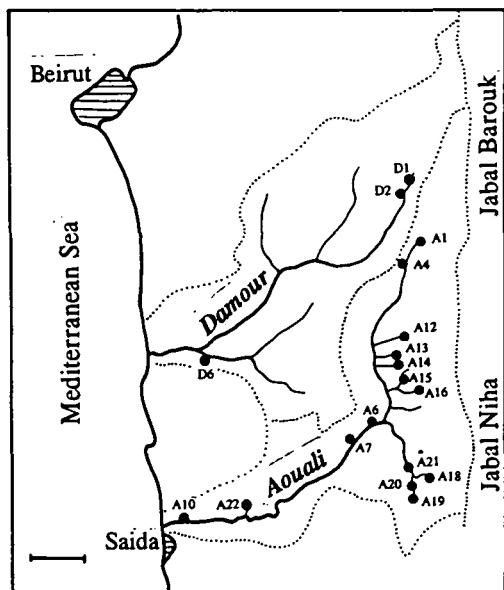 Beirut
Jabal Barouk
D1
D2
A1
A4
Damour
Mediterranean Sea
A12
A13
A14
D6
A15
A16
A6
A7
Jabal Niha
Aouali
A21
A18
A20
A19
A10
A22
Saida